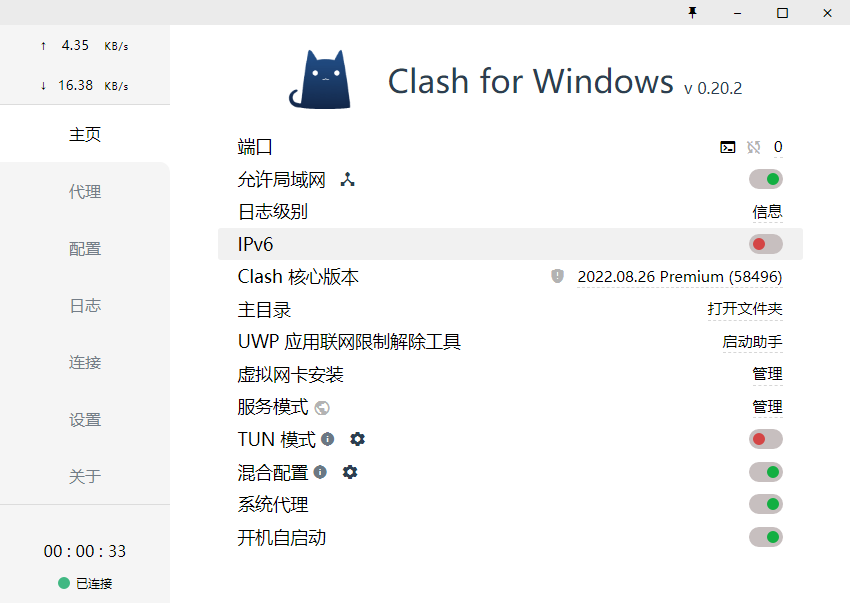 ↑ 4.35 KB/s
↓ 16.38 KB/s
主页
代理
配置
日志
连接
设置
关于
00 : 00 : 33
已连接
Clash for Windows v 0.20.2
端口 0
允许局域网
日志级别 信息
IPv6
Clash 核心版本 2022.08.26 Premium (58496)
主目录 打开文件夹
UWP 应用联网限制解除工具 启动助手
虚拟网卡安装 管理
服务模式 管理
TUN 模式
混合配置
系统代理
开机自启动